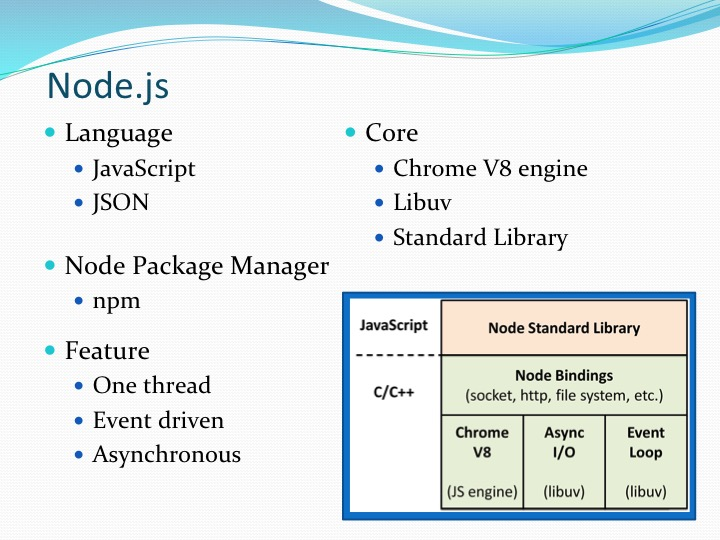 Node.js
Language
JavaScript
JSON
Node Package Manager
npm
Feature
One thread
Event driven
Asynchronous
Core
Chrome V8 engine
Libuv
Standard Library
JavaScript
Node Standard Library
C/C++
Node Bindings
(socket, http, file system, etc.)
Chrome
V8
(JS engine)
Async
I/O
(libuv)
Event
Loop
(libuv)